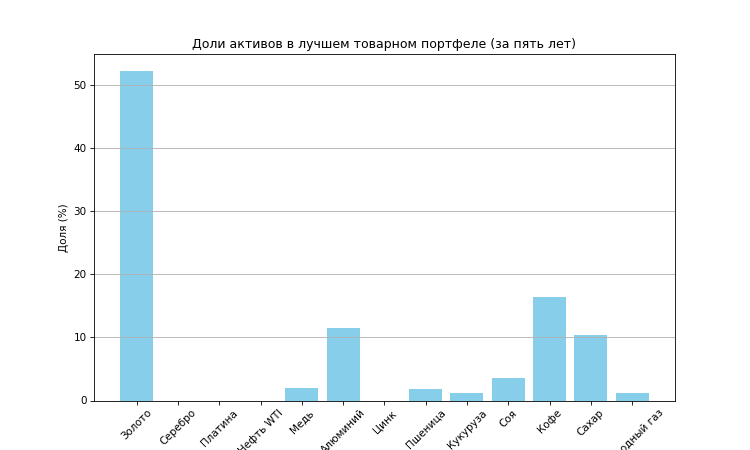 Доли активов в лучшем товарном портфеле (за пять лет)
Доля (%)
50
40
30
20
10
0
Золото
Серебро
Платина
Нефть WTI
Медь
Алюминий
Цинк
Пшеница
Кукуруза
Соя
Кофе
Сахар
газ